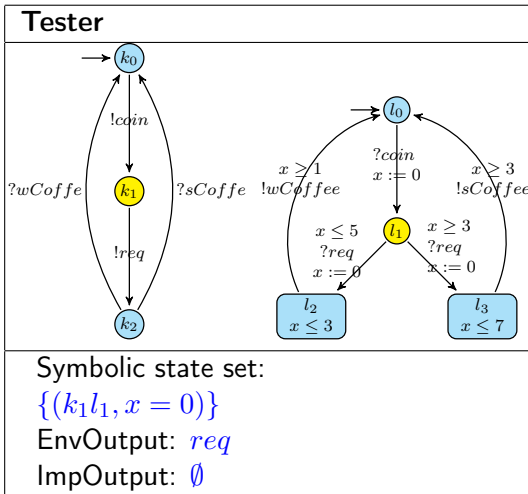 Tester
k0
!coin
?wCoffe
k1
?sCoffe
!req
k2
l0
?coin
x := 0
x ≥ 1
!wCoffee
x ≥ 3
!sCoffee
l1
x ≤ 5
?req
x := 0
x ≥ 3
?req
x := 0
l2
x ≤ 3
l3
x ≤ 7
Symbolic state set:
{(k1l1, x = 0)}
EnvOutput: req
ImpOutput: ∅